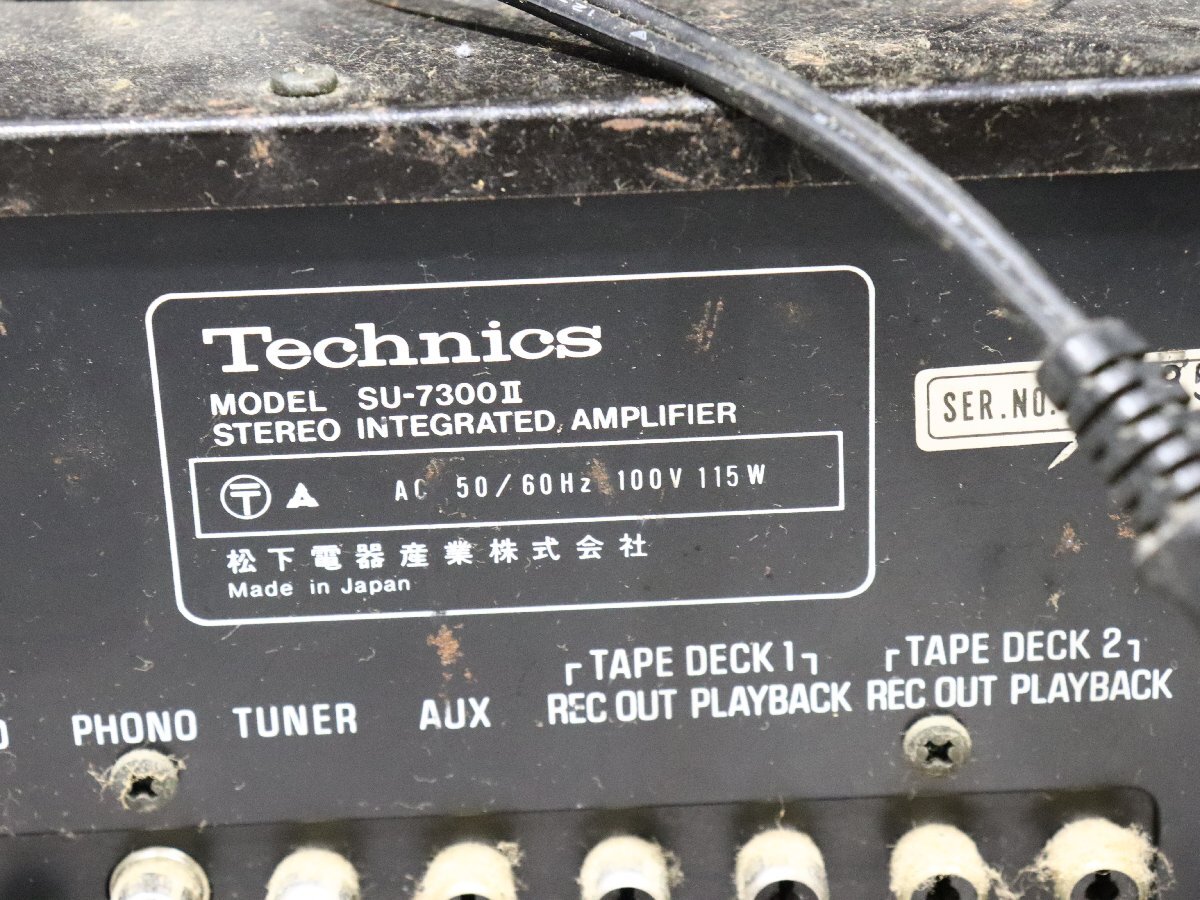 Technics
MODEL SU-7300II
STEREO INTEGRATED AMPLIFIER
〒 AC 50/60Hz 100V 115W
松下電器産業株式会社
Made in Japan
SER.NO.
TAPE DECK 1 TAPE DECK 2
PHONO TUNER AUX REC OUT PLAYBACK REC OUT PLAYBACK